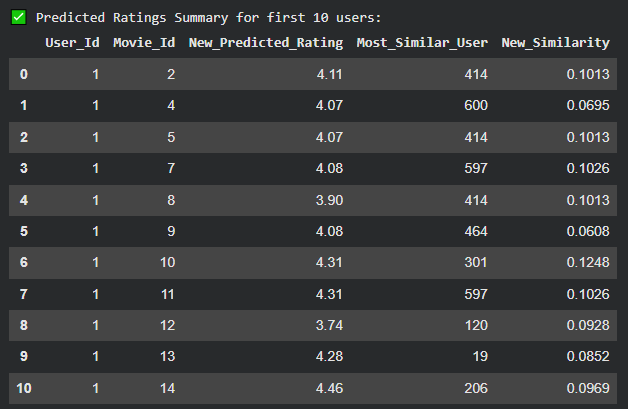 ✅ Predicted Ratings Summary for first 10 users:
User_Id Movie_Id New_Predicted_Rating Most_Similar_User New_Similarity
0 1 2 4.11 414 0.1013
1 1 4 4.07 600 0.0695
2 1 5 4.07 414 0.1013
3 1 7 4.08 597 0.1026
4 1 8 3.90 414 0.1013
5 1 9 4.08 464 0.0608
6 1 10 4.31 301 0.1248
7 1 11 4.31 597 0.1026
8 1 12 3.74 120 0.0928
9 1 13 4.28 19 0.0852
10 1 14 4.46 206 0.0969